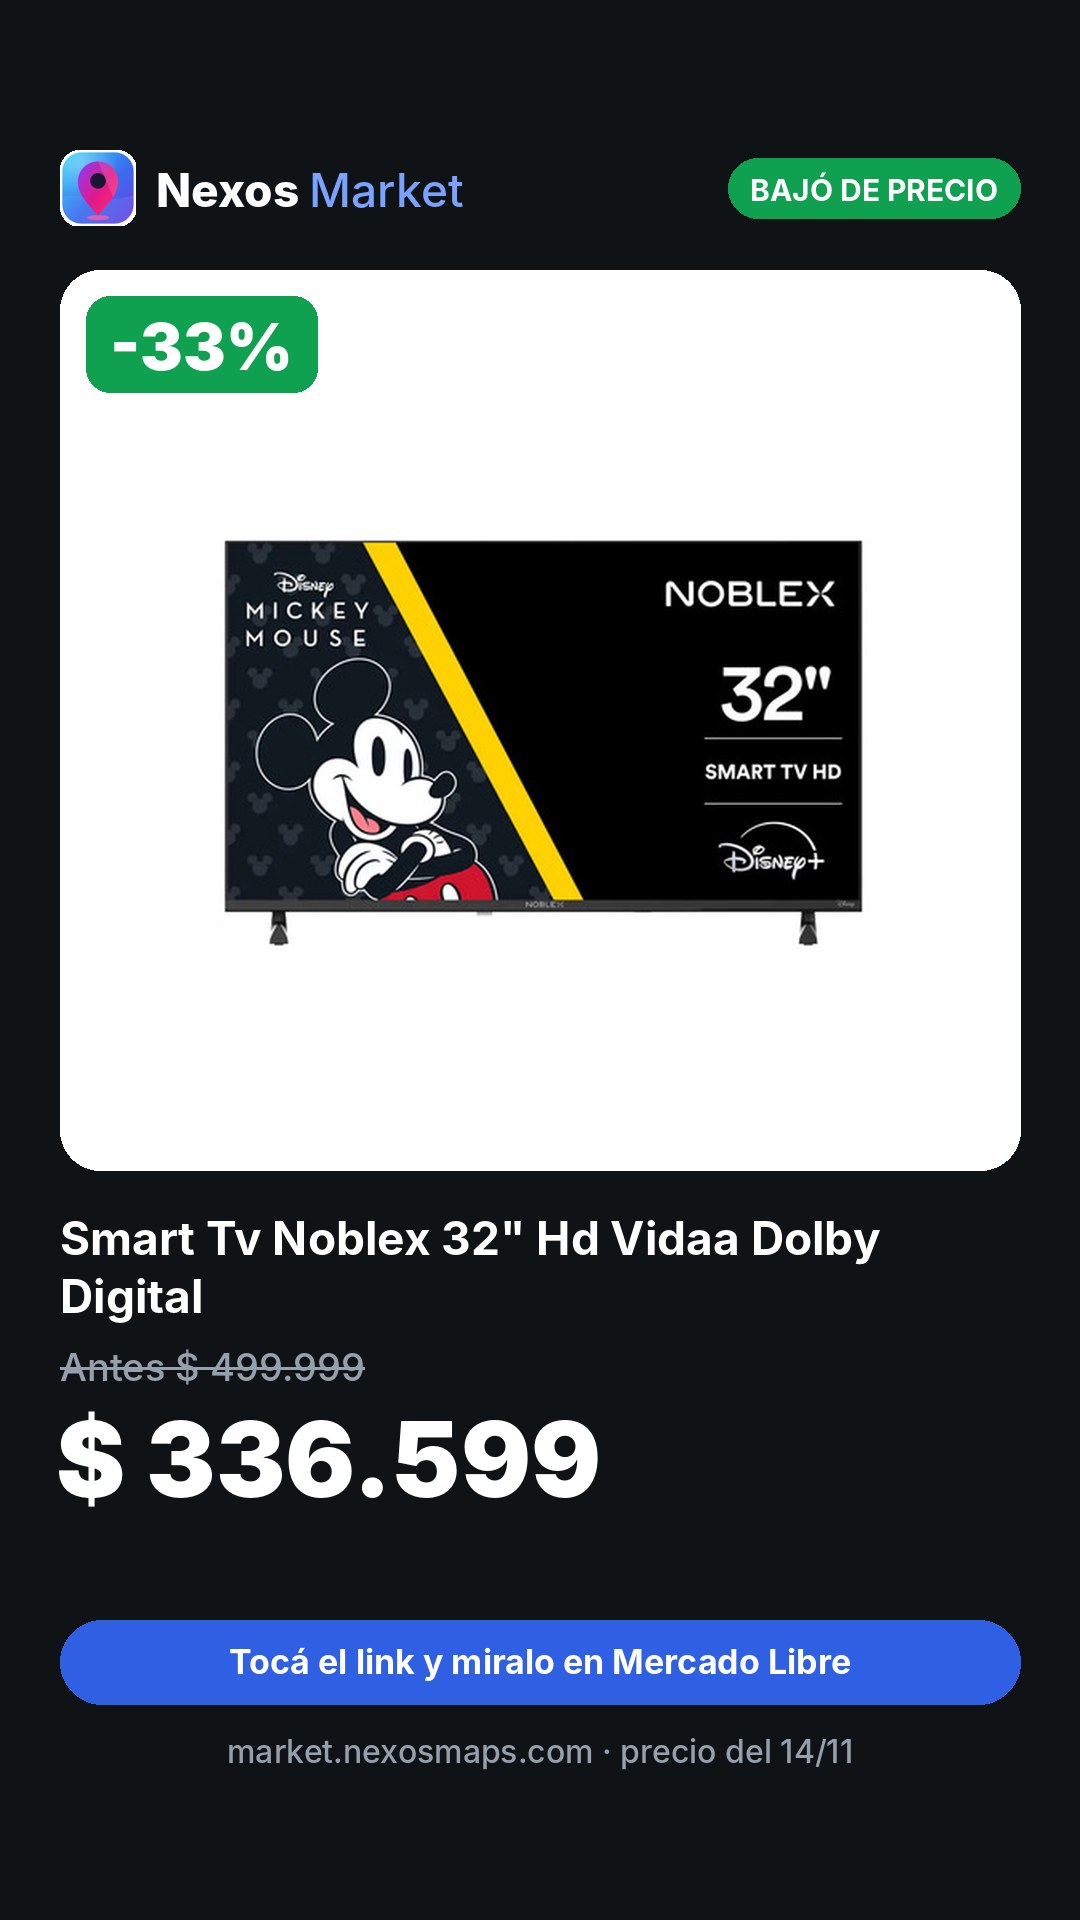 Nexos Market
BAJÓ DE PRECIO
-33%
Disney
MICKEY
MOUSE
NOBLEX
32"
SMART TV HD
Disney+
NOBLEX
Disney
Smart Tv Noblex 32" Hd Vidaa Dolby
Digital
Antes $ 499.999
$ 336.599
Tocá el link y miralo en Mercado Libre
market.nexosmaps.com · precio del 14/11